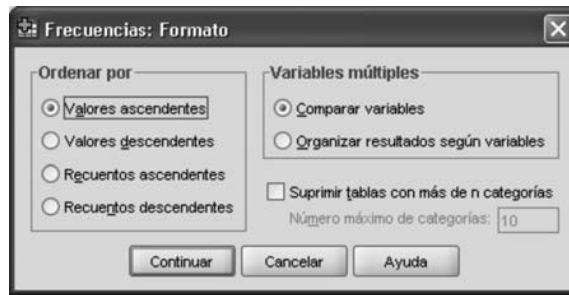 Frecuencias: Formato
Ordenar por
Valores ascendentes
Valores descendentes
Recuentos ascendentes
Recuentos descendentes
Variables múltiples
Comparar variables
Organizar resultados según variables
Suprimir tablas con más de n categorías
Número máximo de categorías: 10
Continuar
Cancelar
Ayuda